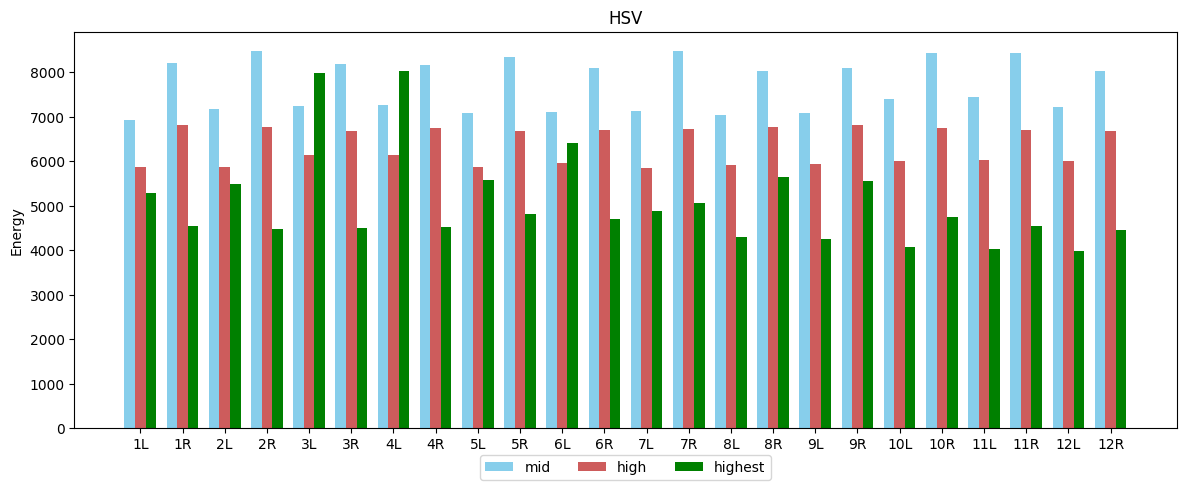 HSV
Energy
8000
7000
6000
5000
4000
3000
2000
1000
0
1L 1R 2L 2R 3L 3R 4L 4R 5L 5R 6L 6R 7L 7R 8L 8R 9L 9R 10L 10R 11L 11R 12L 12R
mid high highest